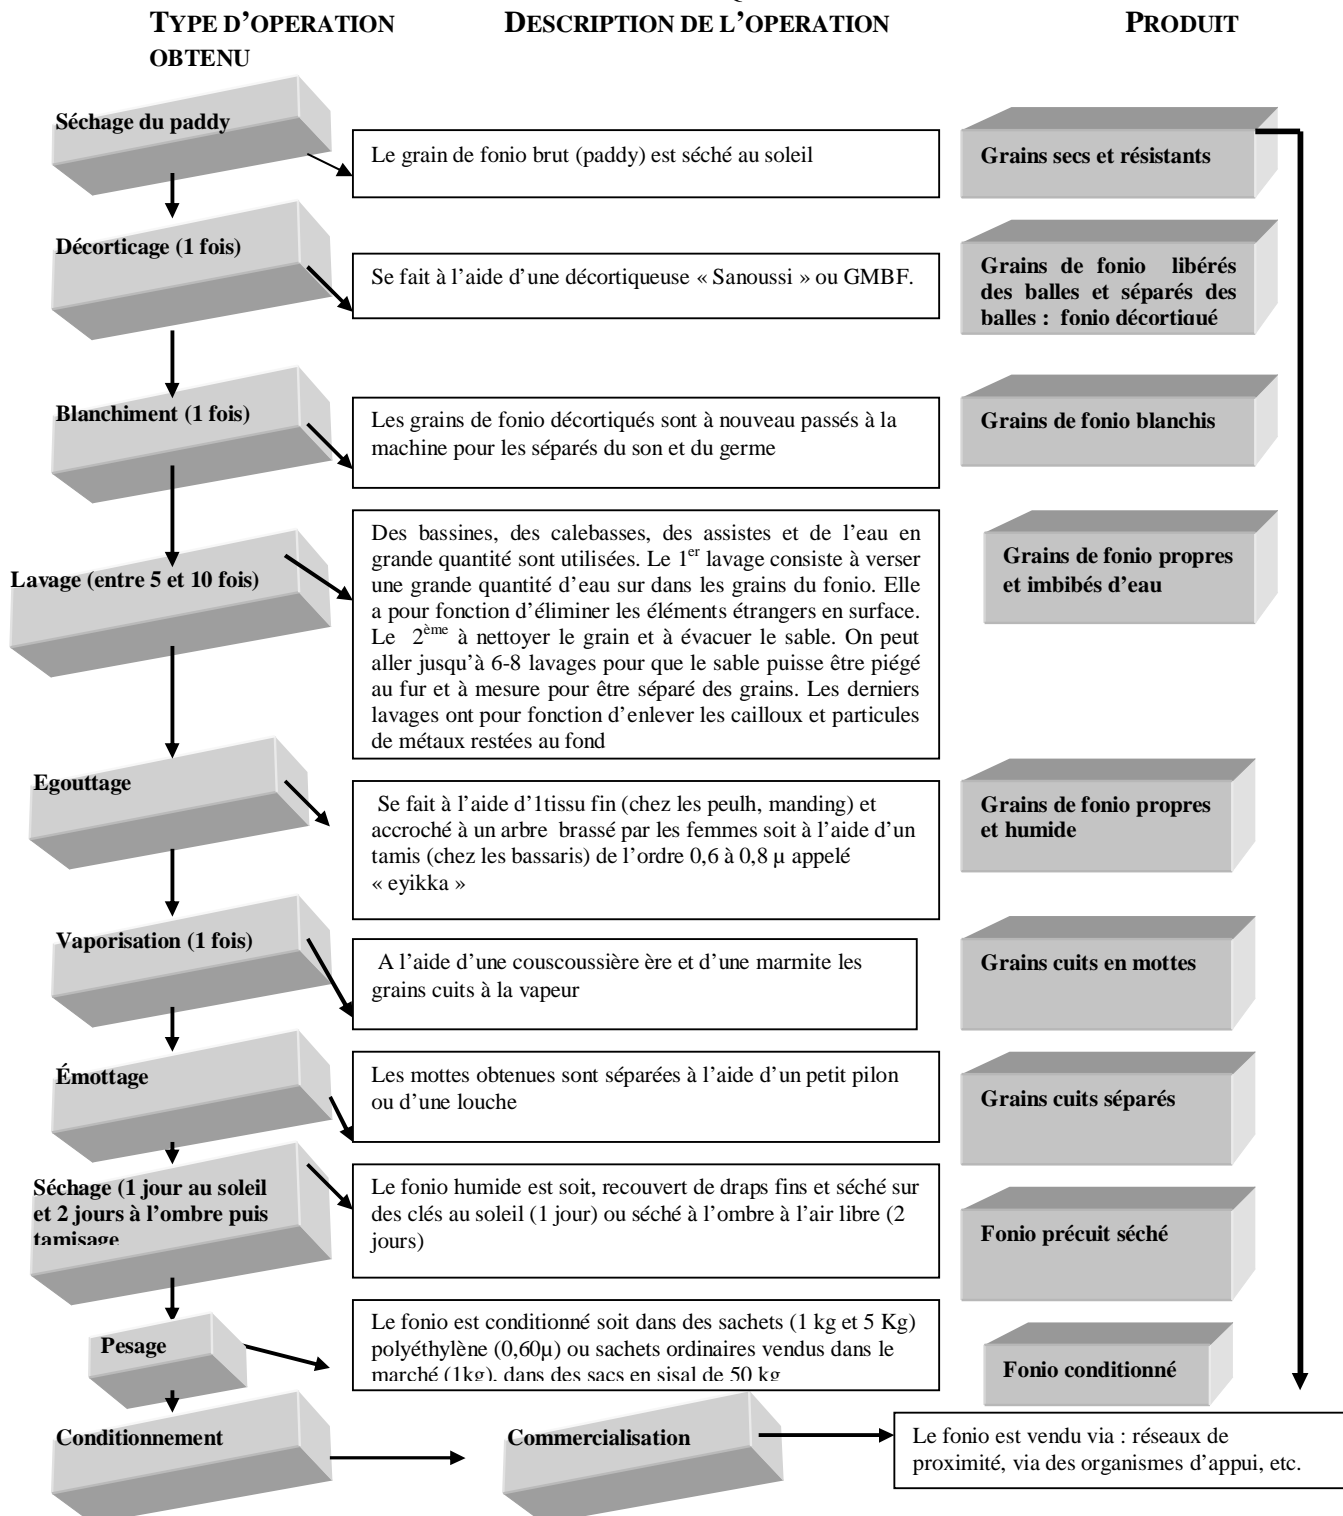 TYPE D’OPERATION DESCRIPTION DE L’OPERATION PRODUIT
OBTENU
Séchage du paddy
Le grain de fonio brut (paddy) est séché au soleil
Grains secs et résistants
Décorticage (1 fois)
Se fait à l’aide d’une décortiqueuse « Sanoussi » ou GMBF.
Grains de fonio libérés
des balles et séparés des
balles : fonio décortiqué
Blanchiment (1 fois)
Les grains de fonio décortiqués sont à nouveau passés à la
machine pour les séparés du son et du germe
Grains de fonio blanchis
Lavage (entre 5 et 10 fois)
Des bassines, des calebasses, des assistes et de l’eau en
grande quantité sont utilisées. Le 1er lavage consiste à verser
une grande quantité d’eau sur dans les grains du fonio. Elle
a pour fonction d’éliminer les éléments étrangers en surface.
Le 2ème à nettoyer le grain et à évacuer le sable. On peut
aller jusqu’à 6-8 lavages pour que le sable puisse être piégé
au fur et à mesure pour être séparé des grains. Les derniers
lavages ont pour fonction d’enlever les cailloux et particules
de métaux restées au fond
Grains de fonio propres
et imbibés d’eau
Egouttage
Se fait à l’aide d’1tissu fin (chez les peulh, manding) et
accroché à un arbre brassé par les femmes soit à l’aide d’un
tamis (chez les bassaris) de l’ordre 0,6 à 0,8 µ appelé
« eyikka »
Grains de fonio propres
et humide
Vaporisation (1 fois)
A l’aide d’une couscoussière ère et d’une marmite les
grains cuits à la vapeur
Grains cuits en mottes
Émottage
Les mottes obtenues sont séparées à l’aide d’un petit pilon
ou d’une louche
Grains cuits séparés
Séchage (1 jour au soleil
et 2 jours à l’ombre puis
tamisage
Le fonio humide est soit, recouvert de draps fins et séché sur
des clés au soleil (1 jour) ou séché à l’ombre à l’air libre (2
jours)
Fonio précuit séché
Pesage
Le fonio est conditionné soit dans des sachets (1 kg et 5 Kg)
polyéthylène (0,60µ) ou sachets ordinaires vendus dans le
marché (1kg), dans des sacs en sisal de 50 kg
Fonio conditionné
Conditionnement
Commercialisation
Le fonio est vendu via : réseaux de
proximité, via des organismes d’appui, etc.